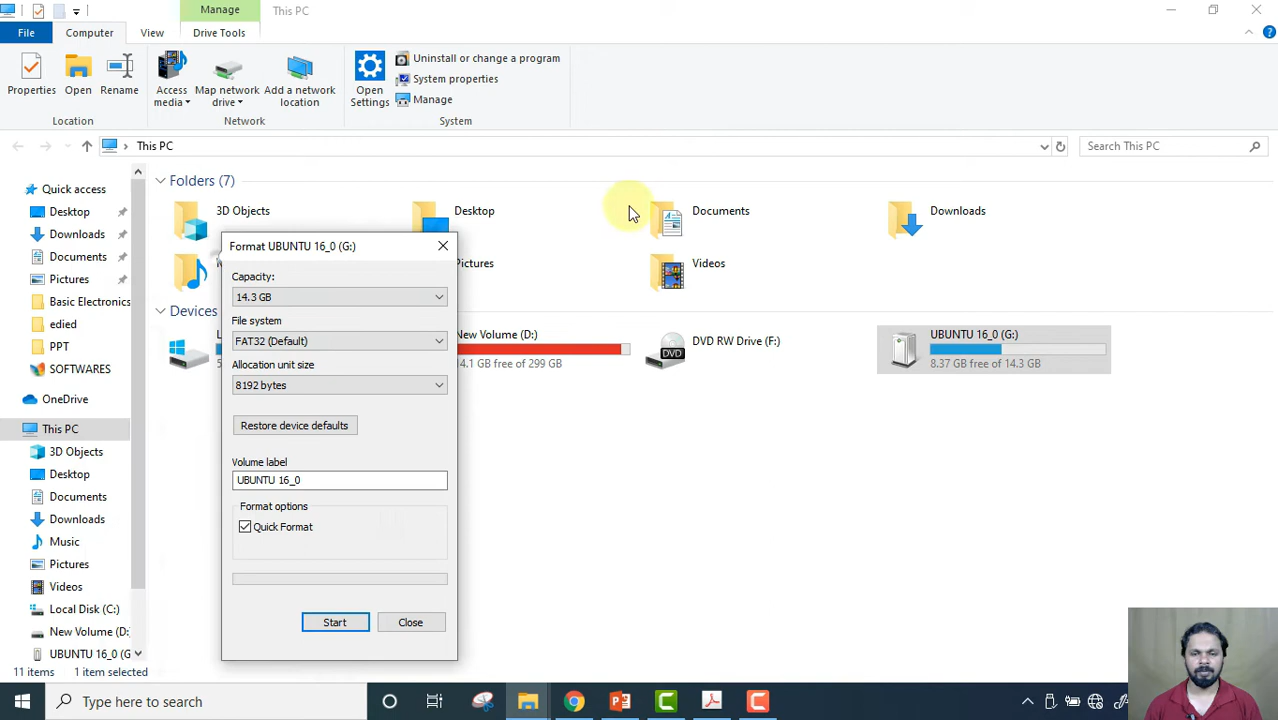 Manage
This PC
File
Computer
View
Drive Tools
Properties
Open
Rename
Access media
Map network drive
Add a network location
Open Settings
Uninstall or change a program
System properties
Manage
Location
Network
System
This PC
Search This PC
Quick access
Desktop
Downloads
Documents
Pictures
Basic Electronics
edied
PPT
SOFTWARES
OneDrive
This PC
3D Objects
Desktop
Documents
Downloads
Music
Pictures
Videos
Local Disk (C:)
New Volume (D:
UBUNTU 16_0 (G
Folders (7)
3D Objects
Desktop
Documents
Downloads
Pictures
Videos
Devices
New Volume (D:)
14.1 GB free of 299 GB
DVD RW Drive (F:)
DVD
UBUNTU 16_0 (G:)
8.37 GB free of 14.3 GB
Format UBUNTU 16_0 (G:)
Capacity:
14.3 GB
File system
FAT32 (Default)
Allocation unit size
8192 bytes
Restore device defaults
Volume label
UBUNTU 16_0
Format options
Quick Format
Start
Close
11 items
1 item selected
Type here to search